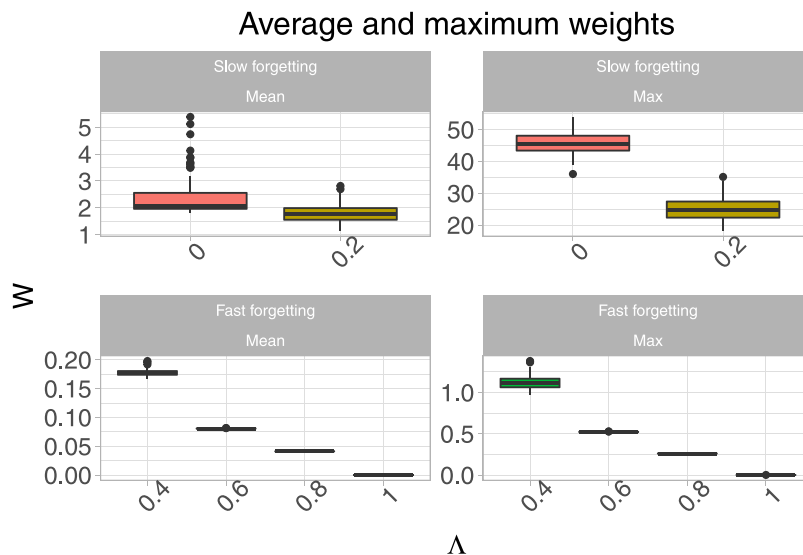 Average and maximum weights
Slow forgetting
Mean
5
4
3
2
1
0
0.2
Slow forgetting
Max
50
40
30
20
0
0.2
W
Fast forgetting
Mean
0.20
0.15
0.10
0.05
0.00
0.4
0.6
0.8
1
Fast forgetting
Max
1.0
0.5
0.0
0.4
0.6
0.8
1
Λ